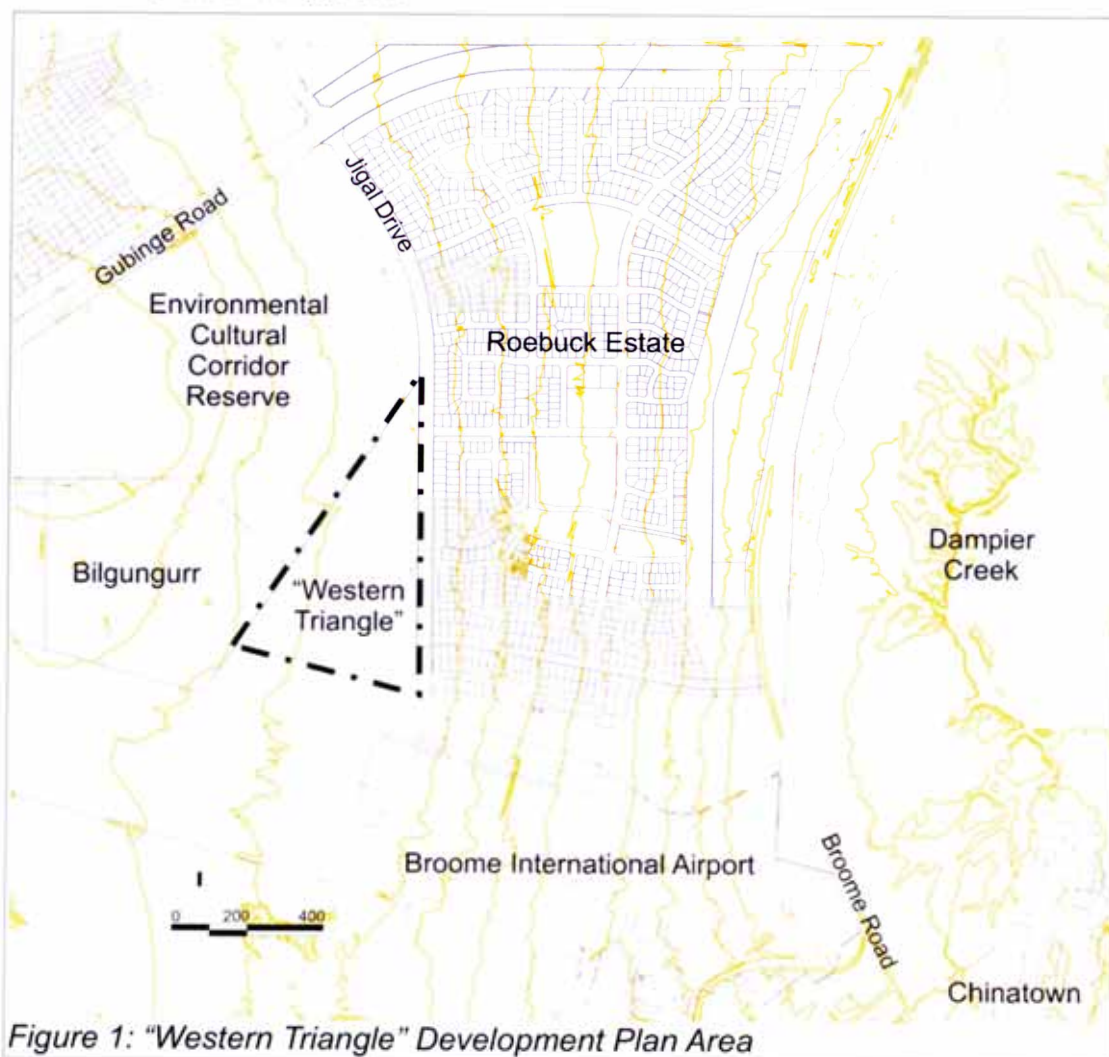 Jigal Drive
Gubinge Road
Environmental
Cultural
Corridor
Reserve
Roebuck Estate
Bilgungurr
"Western
Triangle"
Dampier
Creek
Broome International Airport
Broome Road
0 200 400
Chinatown
Figure 1: "Western Triangle" Development Plan Area